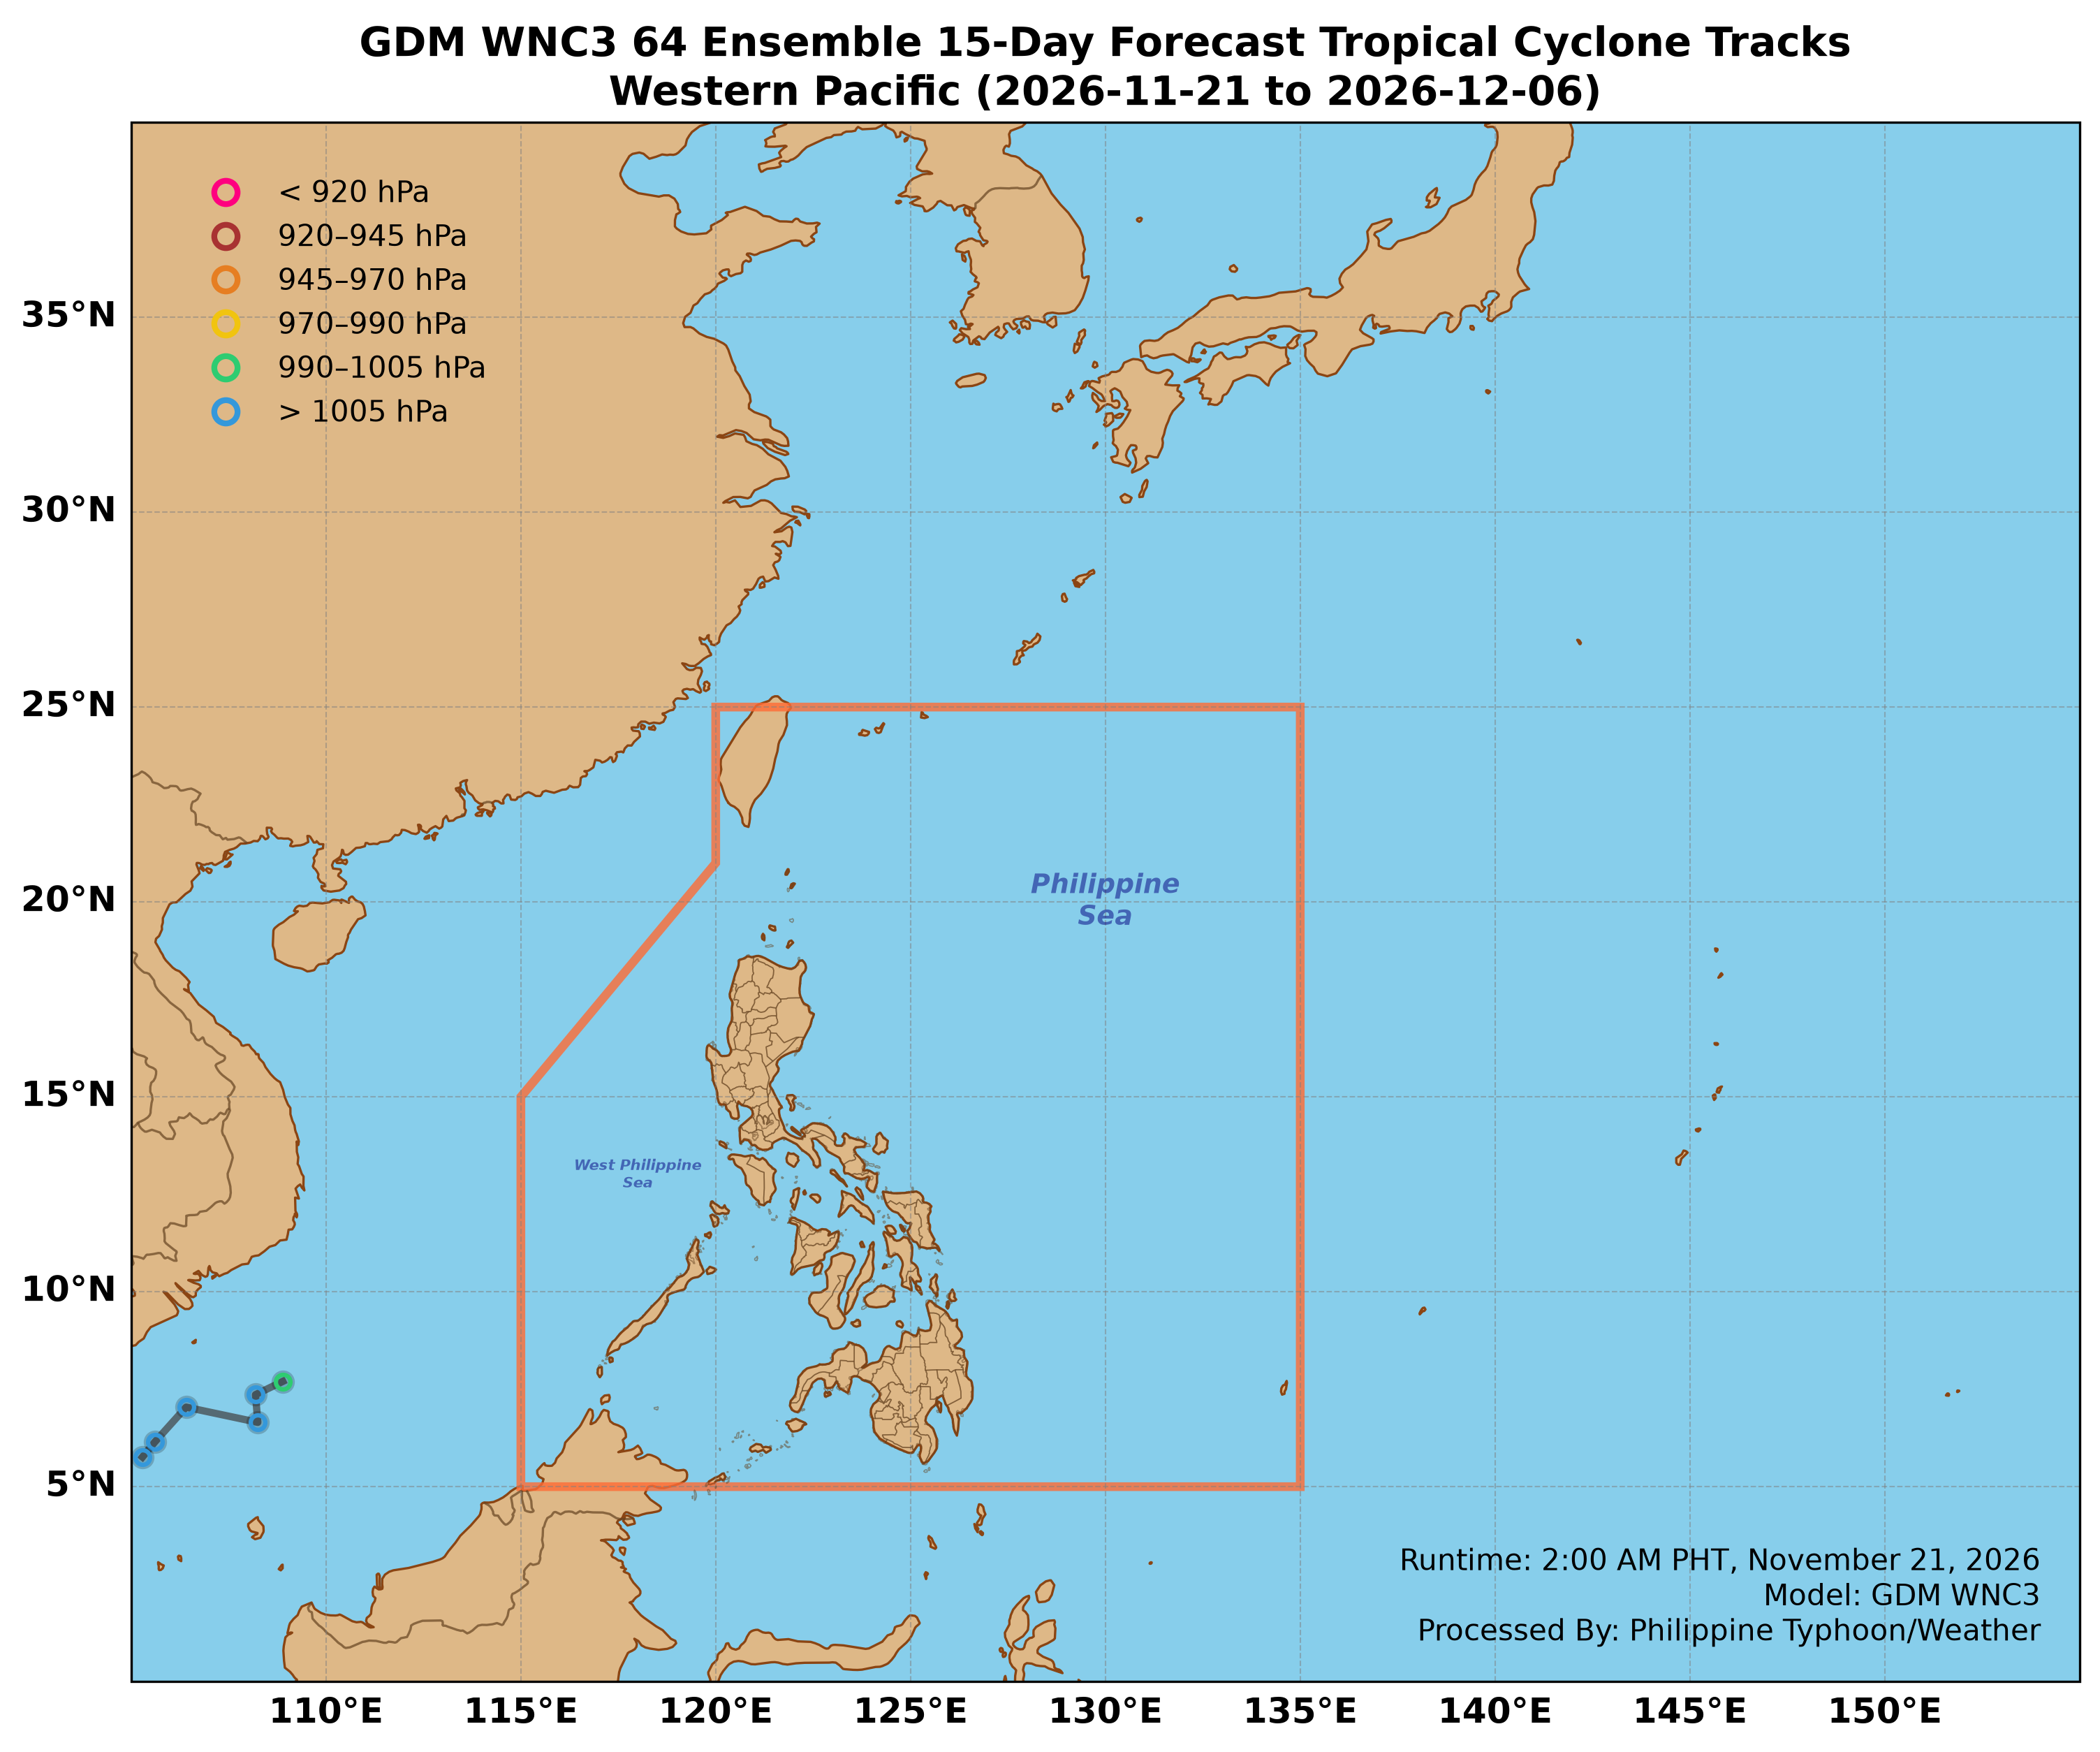 GDM WNC3 64 Ensemble 15-Day Forecast Tropical Cyclone Tracks
Western Pacific (2026-11-21 to 2026-12-06)
< 920 hPa
920–945 hPa
945–970 hPa
970–990 hPa
990–1005 hPa
> 1005 hPa
35°N
30°N
25°N
20°N
15°N
10°N
5°N
Philippine
Sea
West Philippine
Sea
Runtime: 2:00 AM PHT, November 21, 2026
Model: GDM WNC3
Processed By: Philippine Typhoon/Weather
110°E 115°E 120°E 125°E 130°E 135°E 140°E 145°E 150°E